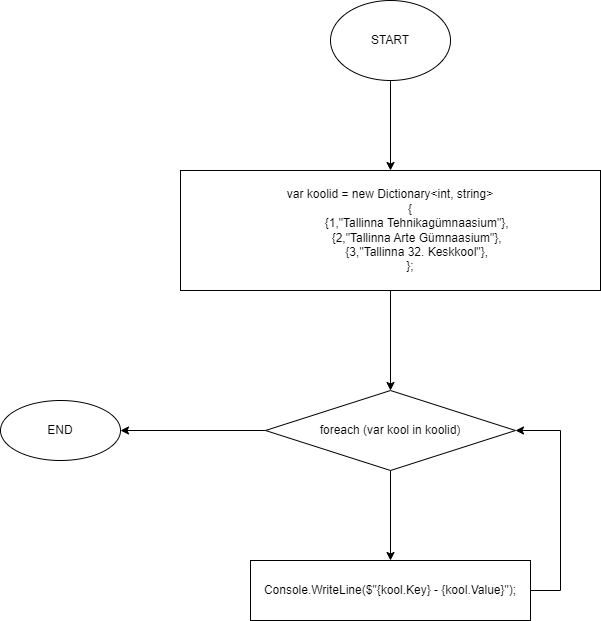 START
var koolid = new Dictionary<int, string>
{
{1,"Tallinna Tehnikagümnaasium"},
{2,"Tallinna Arte Gümnaasium"},
{3,"Tallinna 32. Keskkool"},
};
END
foreach (var kool in koolid)
Console.WriteLine($"{kool.Key} - {kool.Value}");